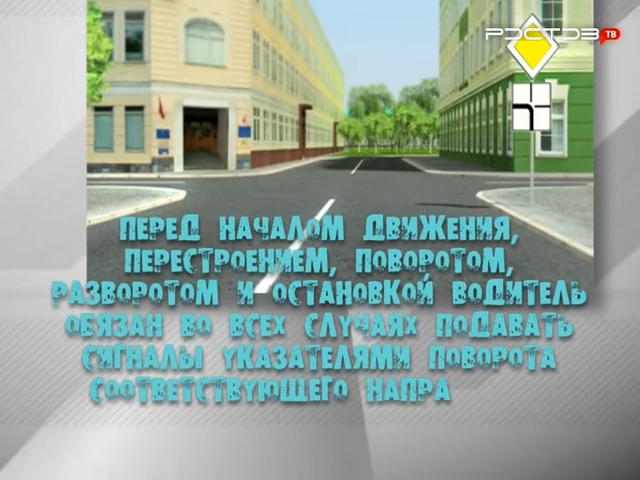 РОСТОВ ТВ
ПЕРЕД НАЧАЛОМ ДВИЖЕНИЯ,
ПЕРЕСТРОЕНИЕМ, ПОВОРОТОМ,
РАЗВОРОТОМ И ОСТАНОВКОЙ ВОДИТЕЛЬ
ОБЯЗАН ВО ВСЕХ СЛУЧАЯХ ПОДАВАТЬ
СИГНАЛЫ УКАЗАТЕЛЯМИ ПОВОРОТА
СООТВЕТСТВУЮЩЕГО НАПРА